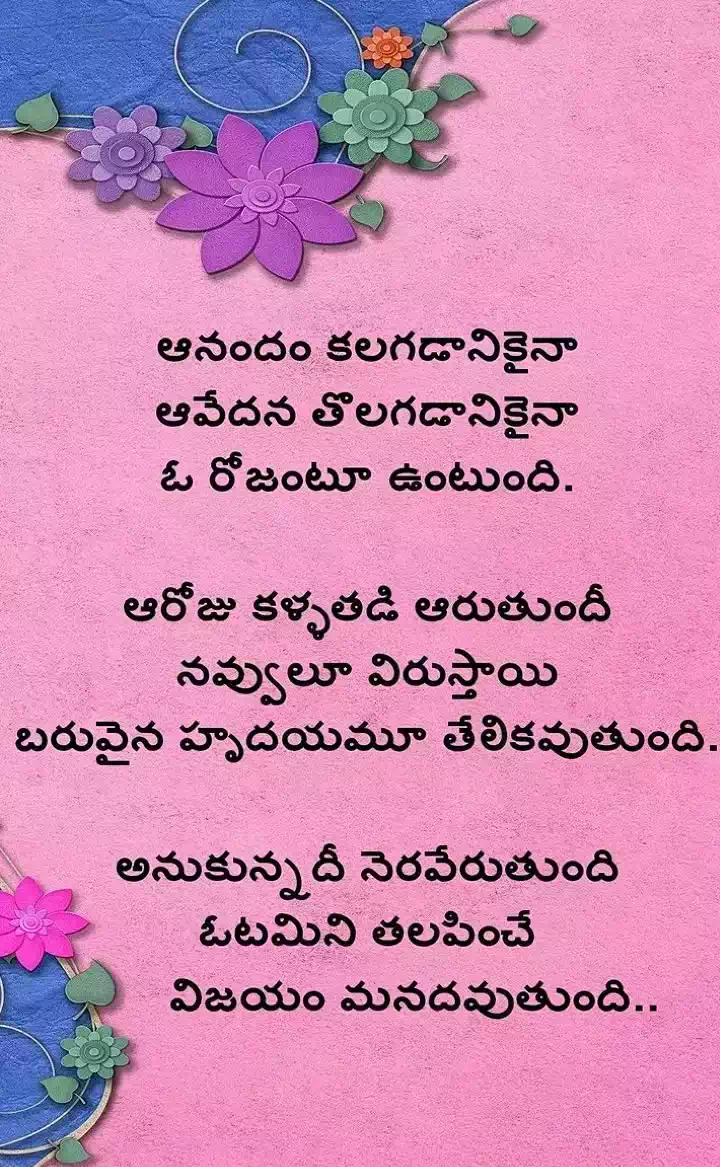 ఆనందం కలగడానికైనా
ఆవేదన తొలగడానికైనా
ఓ రోజంటూ ఉంటుంది.
ఆరోజు కళ్ళతడి ఆరుతుందీ
నవ్వులూ విరుస్తాయి
బరువైన హృదయమూ తేలికవుతుంది.
అనుకున్నదీ నెరవేరుతుంది
ఓటమిని తలపించే
విజయం మనదవుతుంది..